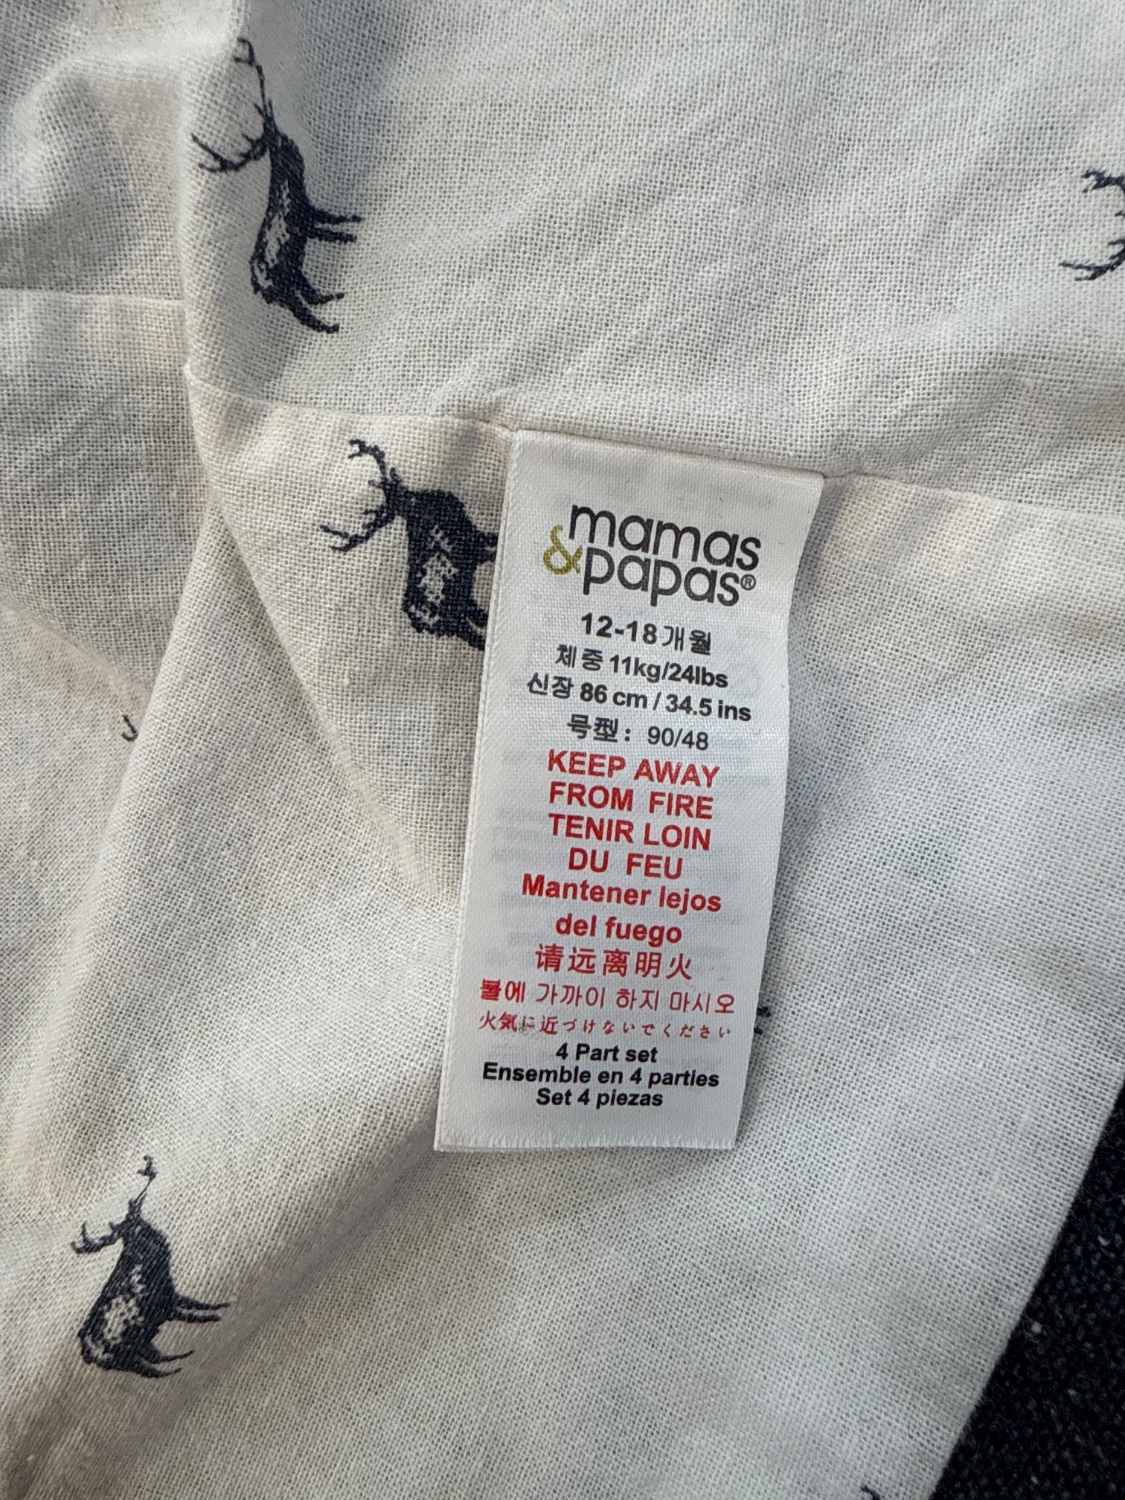 mamas
&papas®
12-18개월
체중 11kg/24lbs
신장 86 cm / 34.5 ins
号型: 90/48
KEEP AWAY
FROM FIRE
TENIR LOIN
DU FEU
Mantener lejos
del fuego
请远离明火
불에 가까이 하지 마시오
火気に近づけないでください
4 Part set
Ensemble en 4 parties
Set 4 piezas